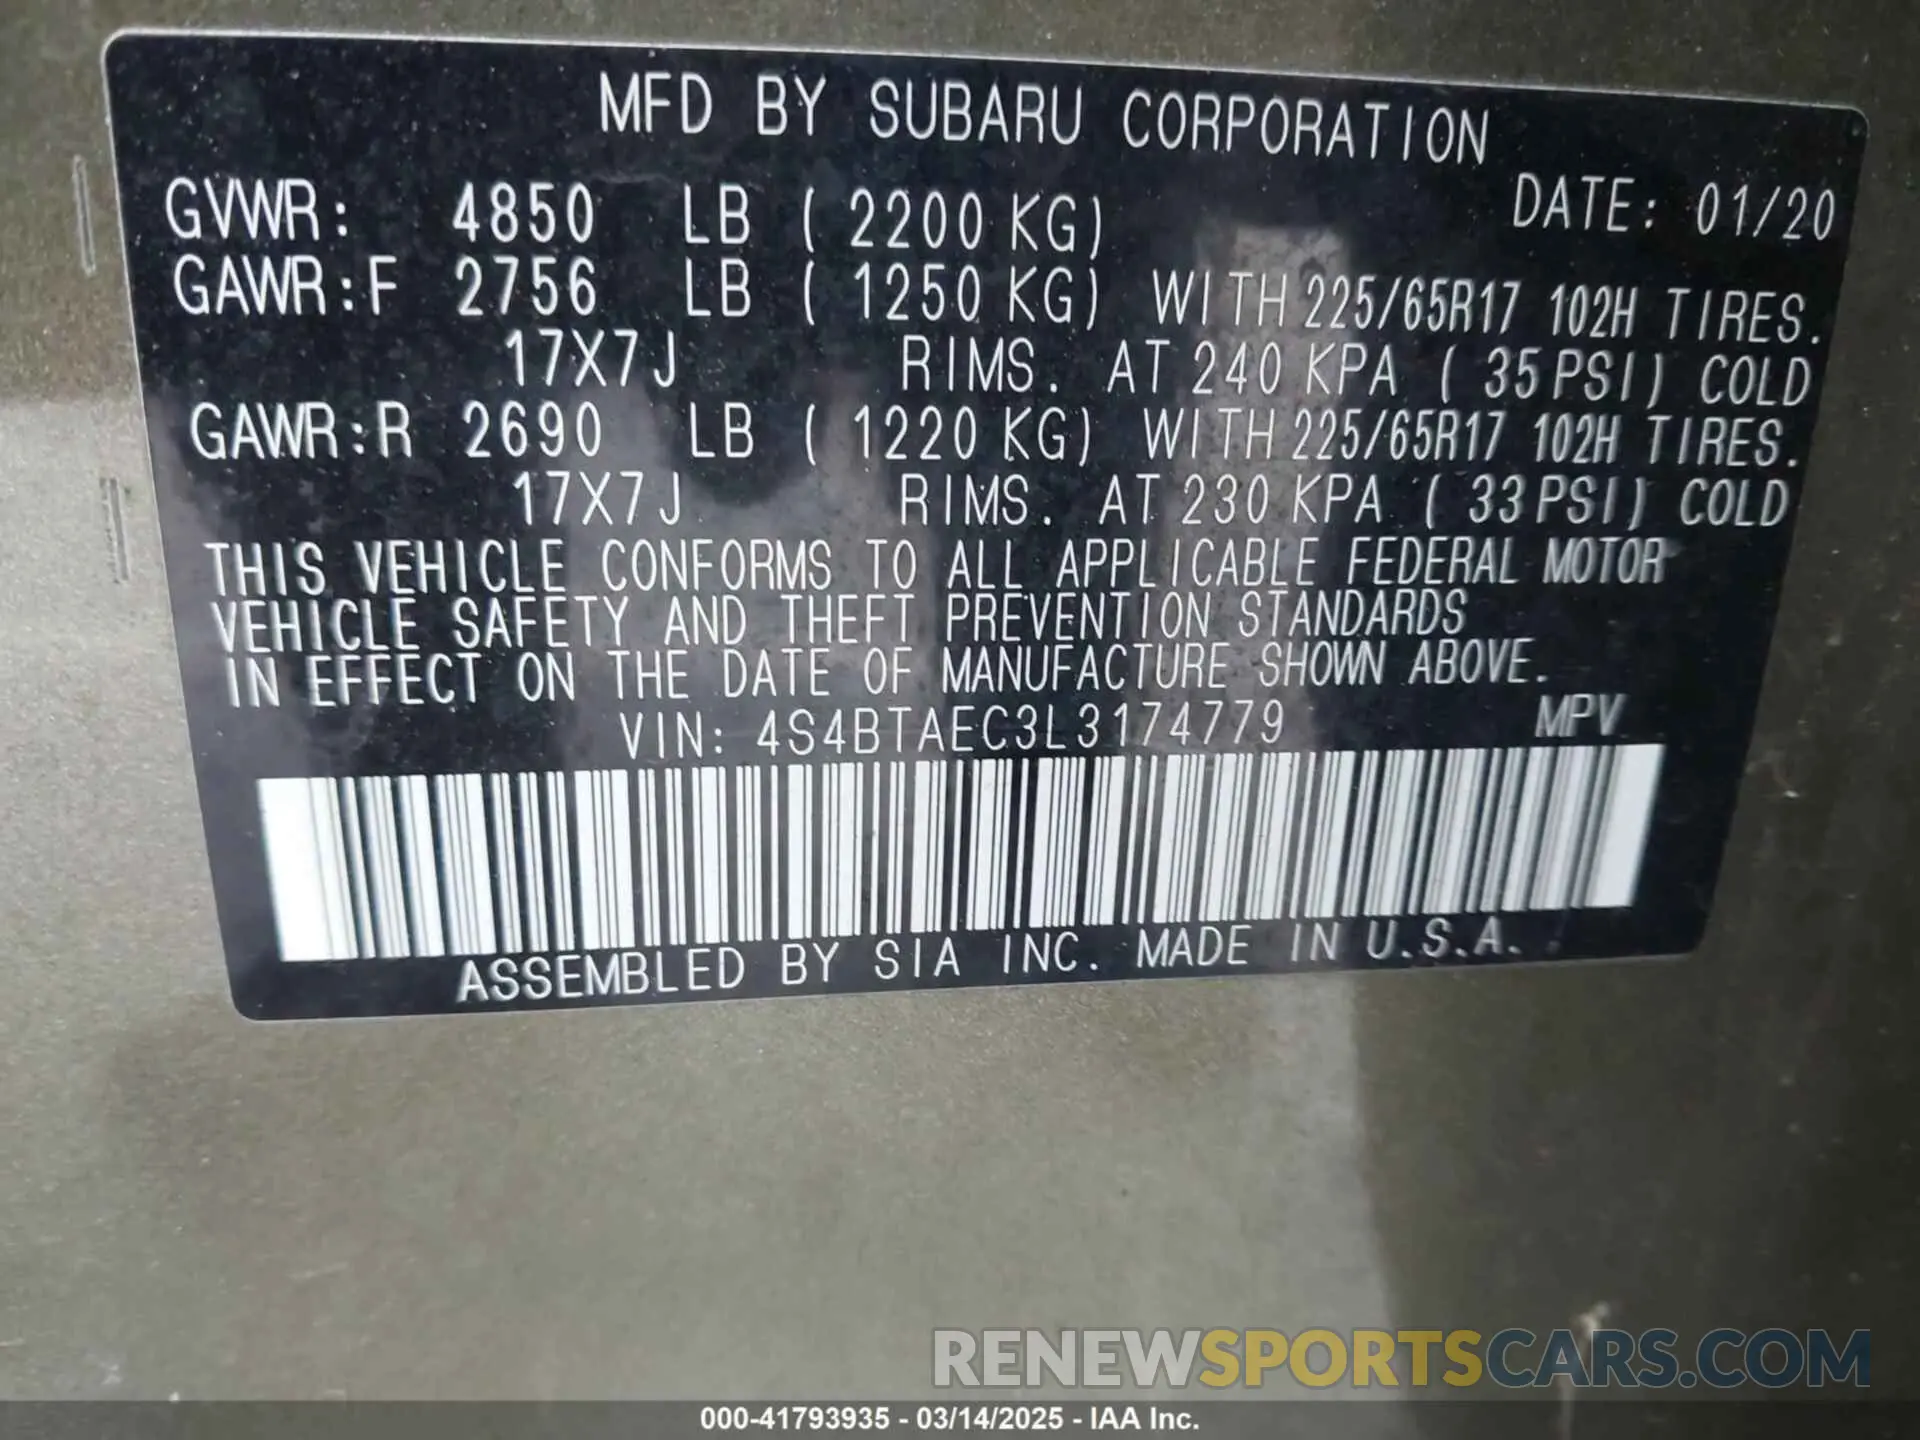 MFD BY SUBARU CORPORATION
DATE: 01/20
GVWR: 4850 LB ( 2200 KG)
GAWR:F 2756 LB ( 1250 KG) WITH 225/65R17 102H TIRES.
17X7J RIMS. AT 240 KPA ( 35 PSI) COLD
GAWR:R 2690 LB ( 1220 KG) WITH 225/65R17 102H TIRES.
17X7J RIMS. AT 230 KPA ( 33 PSI) COLD
THIS VEHICLE CONFORMS TO ALL APPLICABLE FEDERAL MOTOR
VEHICLE SAFETY AND THEFT PREVENTION STANDARDS
IN EFFECT ON THE DATE OF MANUFACTURE SHOWN ABOVE.
VIN: 4S4BTAEC3L3174779 MPV
ASSEMBLED BY SIA INC. MADE IN U.S.A.
RENEWSPORTSCARS.COM
000-41793935 - 03/14/2025 - IAA Inc.